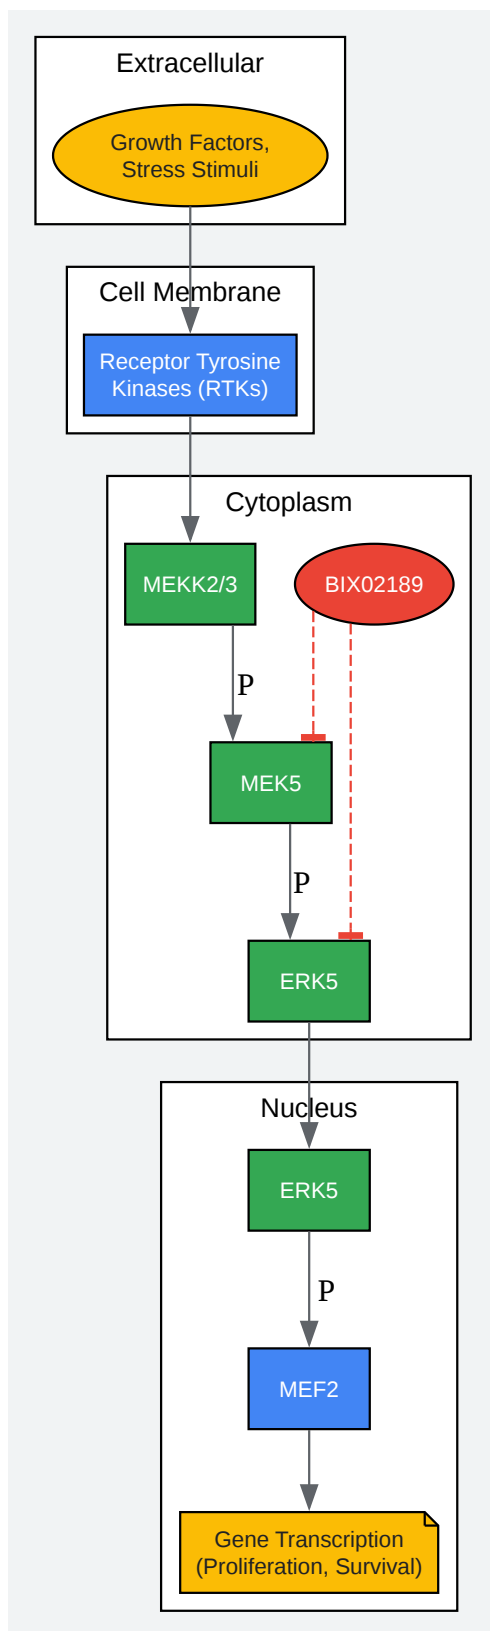 Extracellular
Growth Factors,
Stress Stimuli
Cell Membrane
Receptor Tyrosine
Kinases (RTKs)
Cytoplasm
MEKK2/3
BIX02189
P
MEK5
P
ERK5
Nucleus
ERK5
P
MEF2
Gene Transcription
(Proliferation, Survival)